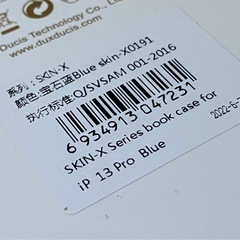 Ducis Technology Co.,
www.duxducis.com
系列: SKIN-X
颜色:宝石蓝Blue skin-X0191
执行标准:Q/SVSAM 001-2016
6 934913 047231
SKIN-X Series book case for
iP 13 Pro Blue
2022-6-